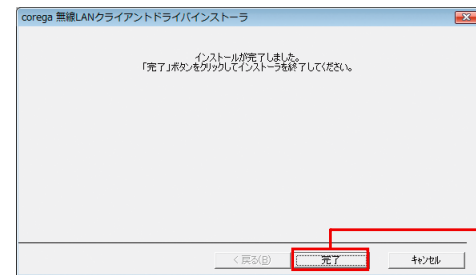 corega 無線LANクライアントドライバインストーラ
インストールが完了しました。
「完了」ボタンをクリックしてインストーラを終了してください。
< 戻る(B)
完了
キャンセル